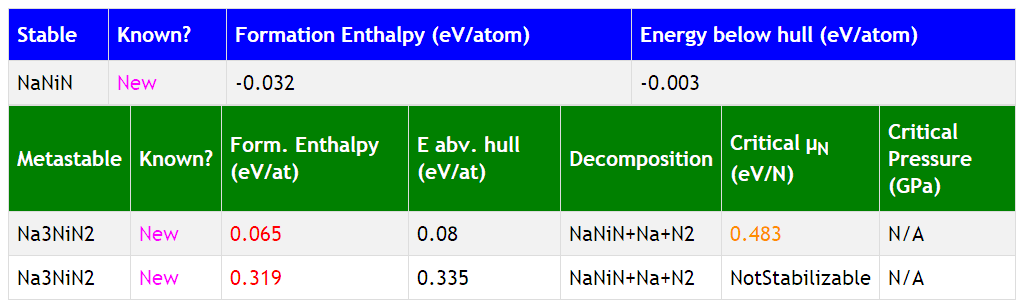 Stable Known? Formation Enthalpy (eV/atom) Energy below hull (eV/atom)
NaNiN New -0.032 -0.003
Metastable Known? Form. Enthalpy (eV/at) E abv. hull (eV/at) Decomposition Critical μN (eV/N) Critical Pressure (GPa)
Na3NiN2 New 0.065 0.08 NaNiN+Na+N2 0.483 N/A
Na3NiN2 New 0.319 0.335 NaNiN+Na+N2 NotStabilizable N/A